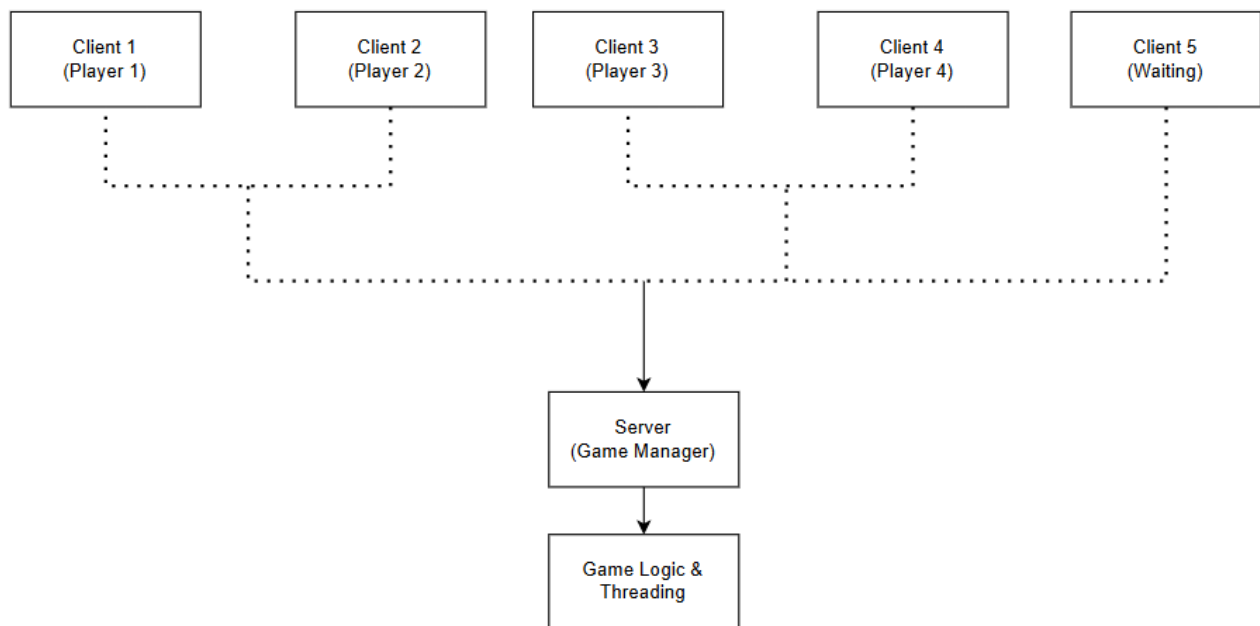 Client 1
(Player 1)
Client 2
(Player 2)
Client 3
(Player 3)
Client 4
(Player 4)
Client 5
(Waiting)
Server
(Game Manager)
Game Logic &
Threading